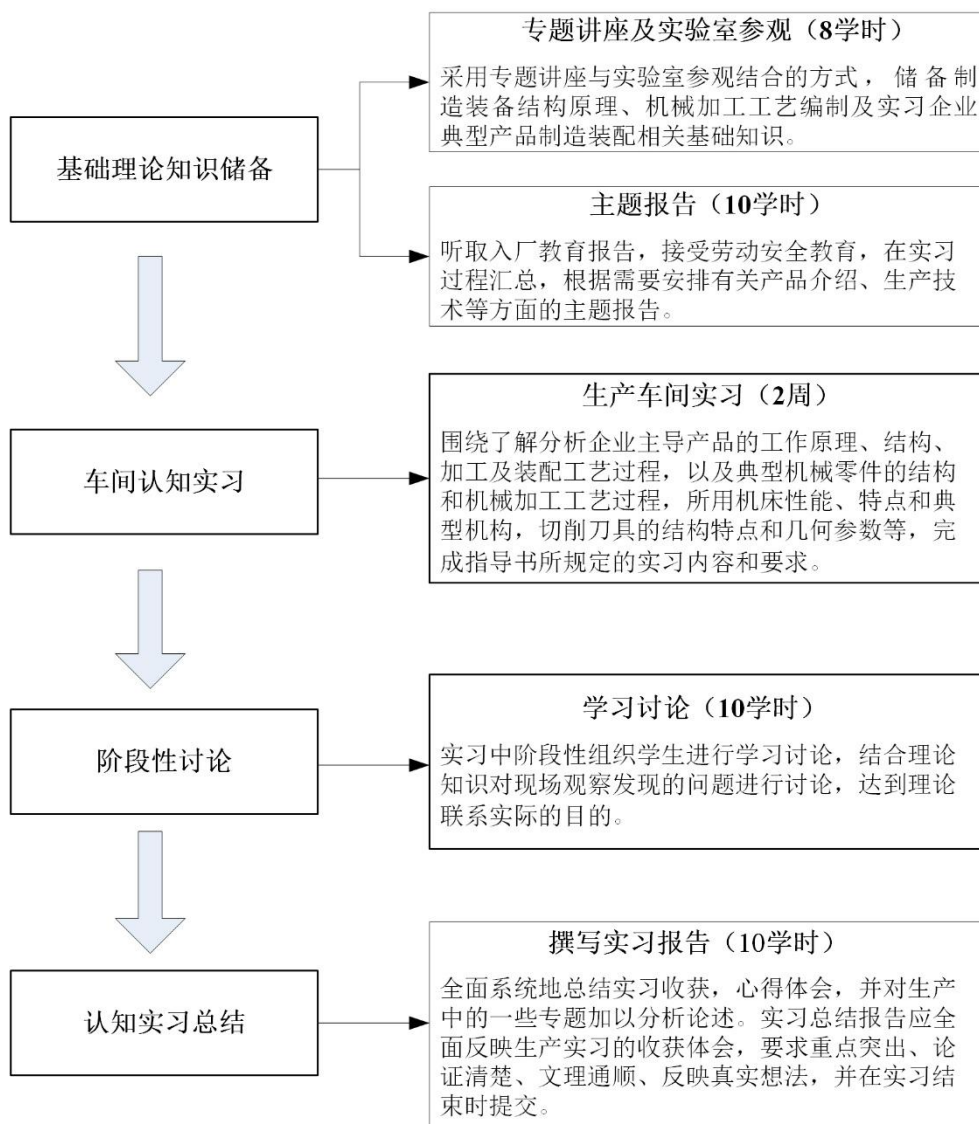 基础理论知识储备
专题讲座及实验室参观（8学时）
采用专题讲座与实验室参观结合的方式，储备制
造装备结构原理、机械加工工艺编制及实习企业
典型产品制造装配相关基础知识。
主题报告（10学时）
听取入厂教育报告，接受劳动安全教育，在实习
过程汇总，根据需要安排有关产品介绍、生产技
术等方面的主题报告。
车间认知实习
生产车间实习（2周）
围绕了解分析企业主导产品的工作原理、结构、
加工及装配工艺过程，以及典型机械零件的结构
和机械加工工艺过程，所用机床性能、特点和典
型机构，切削刀具的结构特点和几何参数等，完
成指导书所规定的实习内容和要求。
阶段性讨论
学习讨论（10学时）
实习中阶段性组织学生进行学习讨论，结合理论
知识对现场观察发现的问题进行讨论，达到理论
联系实际的目的。
认知实习总结
撰写实习报告（10学时）
全面系统地总结实习收获，心得体会，并对生产
中的一些专题加以分析论述。实习总结报告应全
面反映生产实习的收获体会，要求重点突出、论
证清楚、文理通顺、反映真实想法，并在实习结
束时提交。